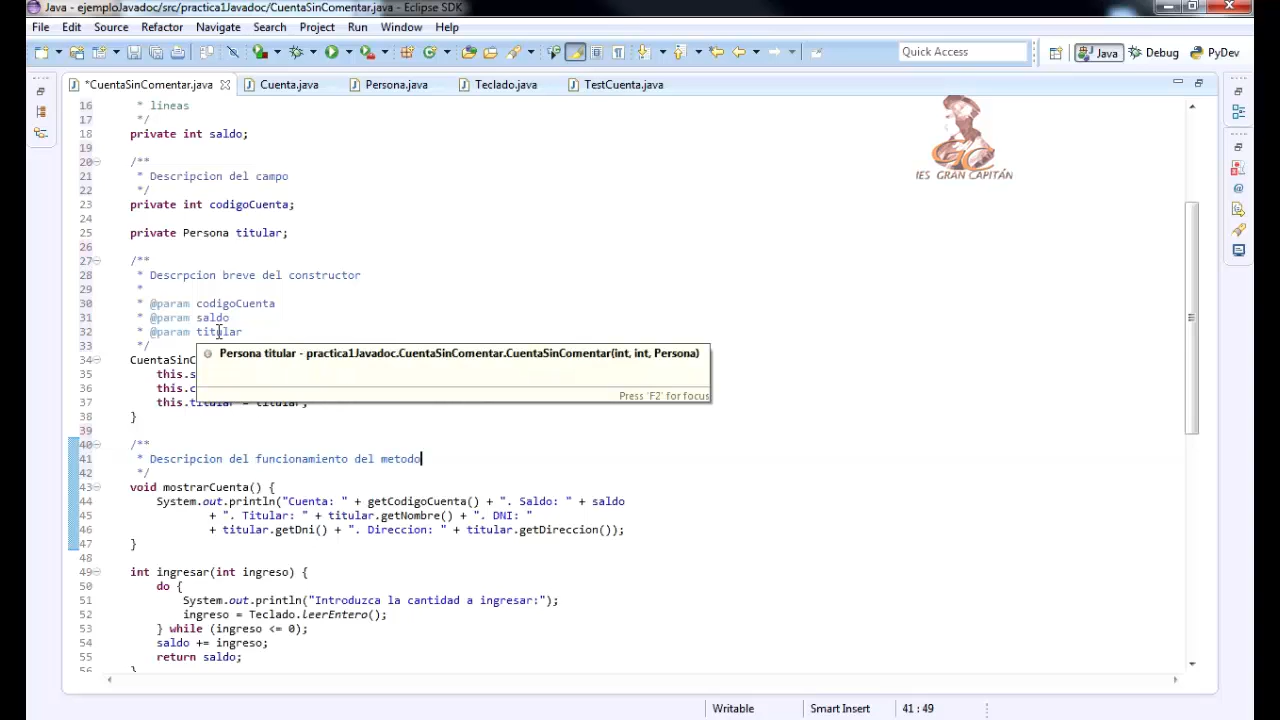 Java - ejemploJavadoc/src/practica1Javadoc/CuentaSinComentar.java - Eclipse SDK
File Edit Source Refactor Navigate Search Project Run Window Help
Quick Access Java Debug PyDev
*CuentaSinComentar.java Cuenta.java Persona.java Teclado.java TestCuenta.java
16 * lineas
17 */
18 private int saldo;
19
20 /**
21 * Descripcion del campo
22 */
23 private int codigoCuenta;
24
25 private Persona titular;
26
27 /**
28 * Descrpcion breve del constructor
29 *
30 * @param codigoCuenta
31 * @param saldo
32 * @param titular
33 */
34 CuentaSinC
35 this.s
36 this.c
37 this.titular = titular;
38 }
39
40 /**
41 * Descripcion del funcionamiento del metodo
42 */
43 void mostrarCuenta() {
44 System.out.println("Cuenta: " + getCodigoCuenta() + ". Saldo: " + saldo
45 + ". Titular: " + titular.getNombre() + ". DNI: "
46 + titular.getDni() + ". Direccion: " + titular.getDireccion());
47 }
48
49 int ingresar(int ingreso) {
50 do {
51 System.out.println("Introduzca la cantidad a ingresar:");
52 ingreso = Teclado.leerEntero();
53 } while (ingreso <= 0);
54 saldo += ingreso;
55 return saldo;
56 }
Persona titular - practica1Javadoc.CuentaSinComentar.CuentaSinComentar(int, int, Persona)
Press 'F2' for focus
GC
IES GRAN CAPITÁN
Writable Smart Insert 41 : 49